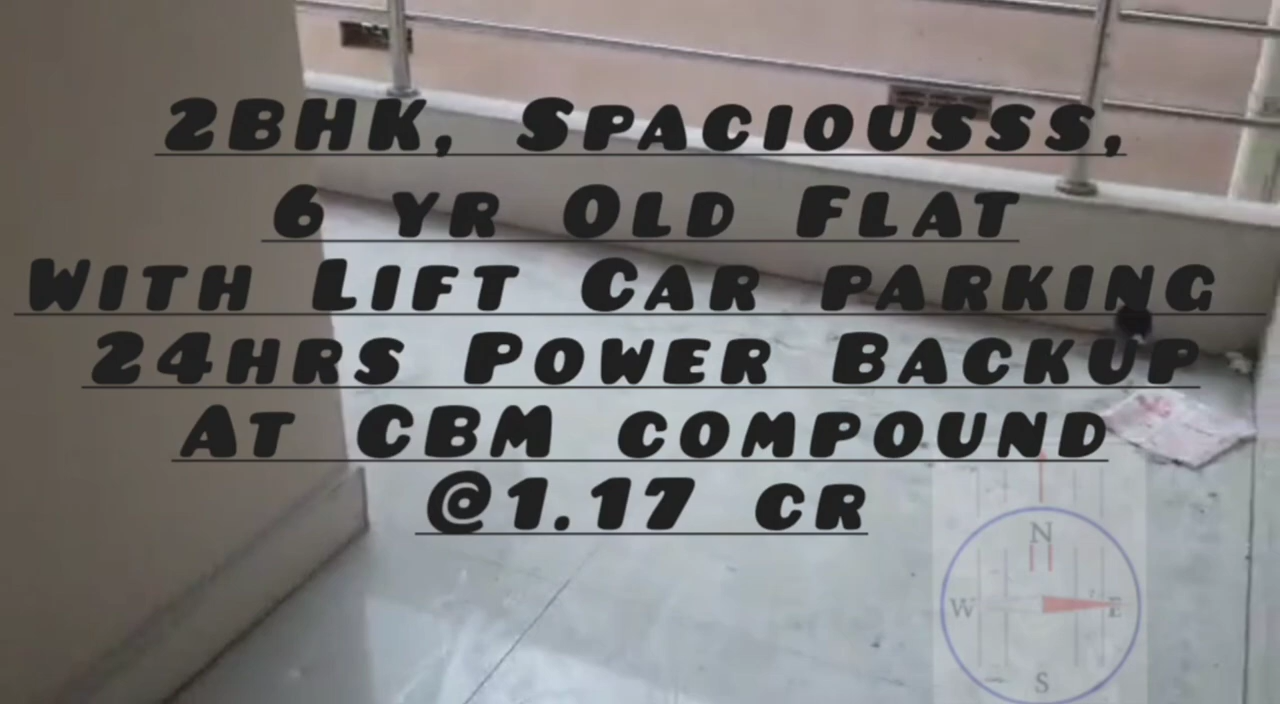 2BHK, Spaciousss,
6 yr Old Flat
With Lift Car parking
24hrs Power Backup
At CBM compound
@1.17 cr
N
W E
S